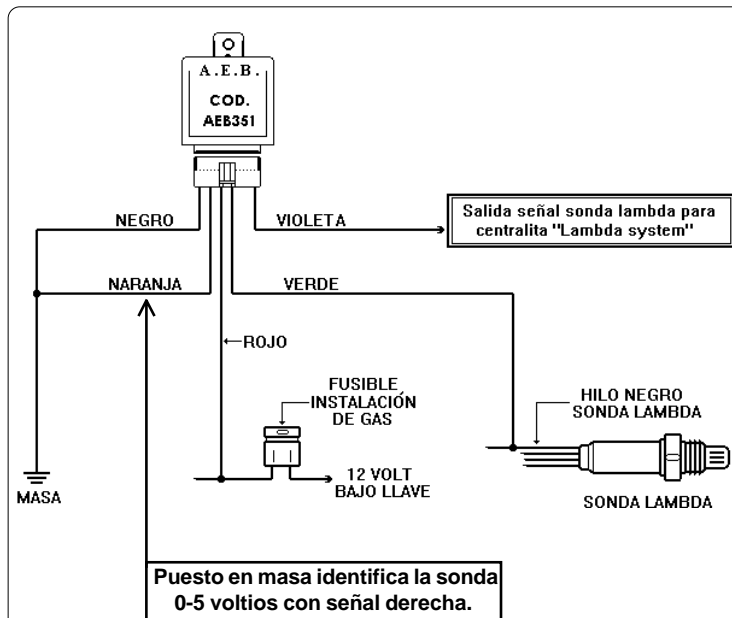 A.E.B.
COD.
AEB351
NEGRO
VIOLETA
Salida señal sonda lambda para
centralita "Lambda system"
NARANJA
VERDE
ROJO
FUSIBLE
INSTALACIÓN
DE GAS
HILO NEGRO
SONDA LAMBDA
12 VOLT
BAJO LLAVE
MASA
SONDA LAMBDA
Puesto en masa identifica la sonda
0-5 voltios con señal derecha.